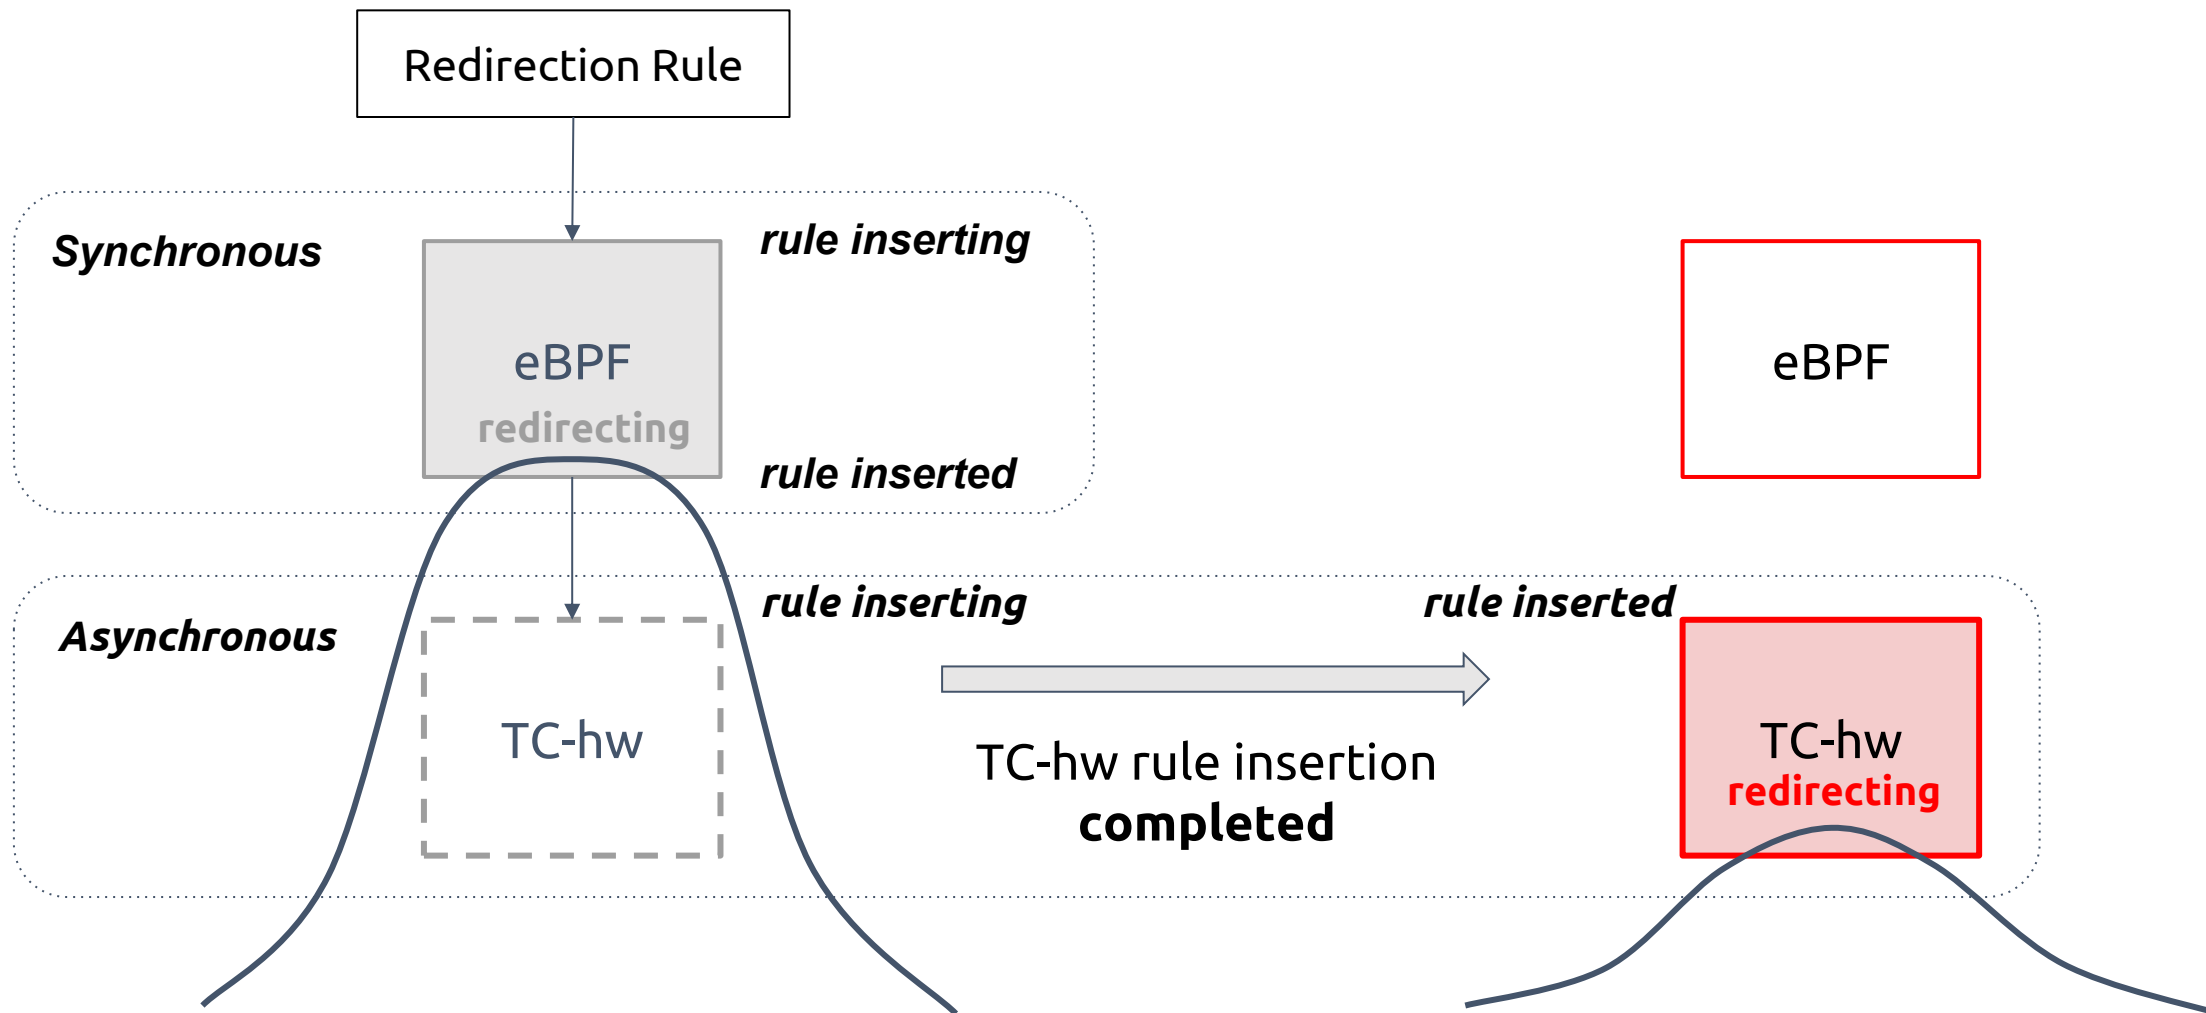 Redirection Rule
Synchronous
rule inserting
eBPF
redirecting
rule inserted
eBPF
Asynchronous
rule inserting
rule inserted
TC-hw
TC-hw rule insertion
completed
TC-hw
redirecting